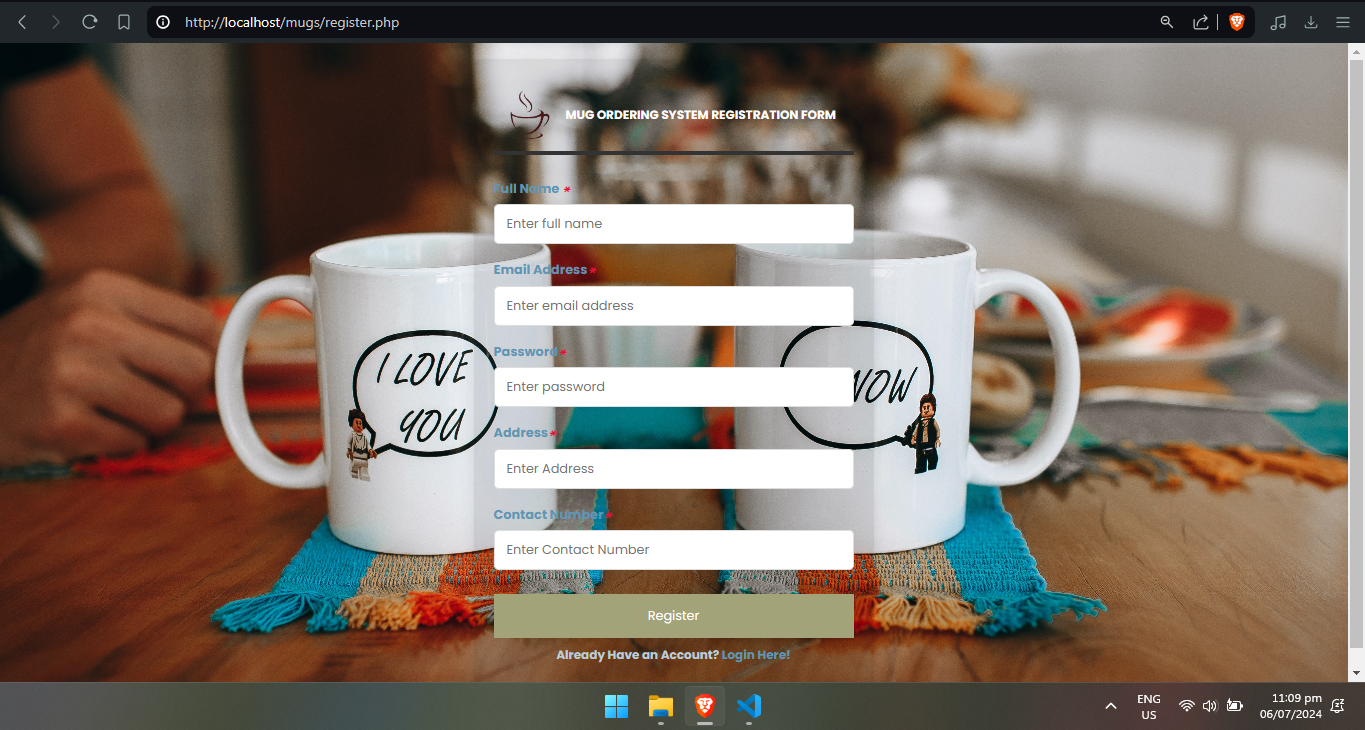 http://localhost/mugs/register.php
MUG ORDERING SYSTEM REGISTRATION FORM
Full Name *
Enter full name
Email Address *
Enter email address
Password *
Enter password
Address *
Enter Address
Contact Number *
Enter Contact Number
Register
Already Have an Account? Login Here!
I LOVE
YOU
NOW
ENG
US
11:09 pm
06/07/2024